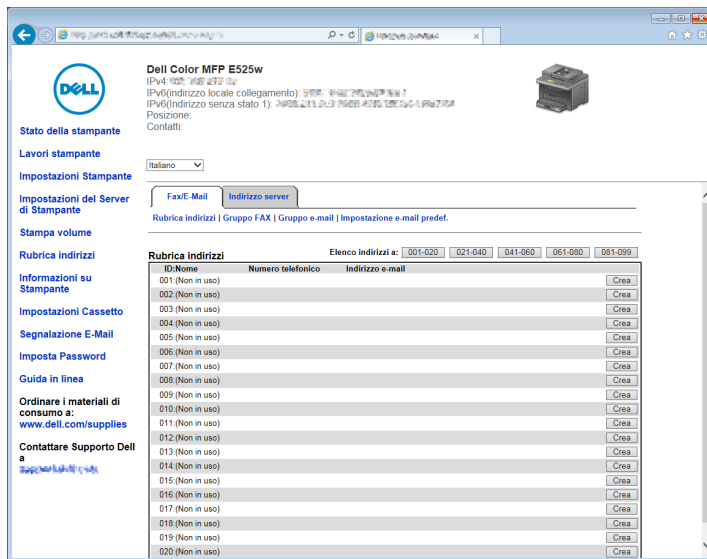 DELL
Dell Color MFP E525w
IPv4:
IPv6(indirizzo locale collegamento):
IPv6(Indirizzo senza stato 1):
Posizione:
Contatti:
Italiano
Stato della stampante
Lavori stampante
Impostazioni Stampante
Impostazioni del Server
di Stampante
Stampa volume
Rubrica indirizzi
Informazioni su
Stampante
Impostazioni Cassetto
Segnalazione E-Mail
Imposta Password
Guida in linea
Ordinare i materiali di
consumo a:
www.dell.com/supplies
Contattare Supporto Dell
a
Fax/E-Mail Indirizzo server
Rubrica indirizzi | Gruppo FAX | Gruppo e-mail | Impostazione e-mail predef.
Rubrica indirizzi Elenco indirizzi a: 001-020 021-040 041-060 061-080 081-099
ID:Nome Numero telefonico Indirizzo e-mail
001:(Non in uso) Crea
002:(Non in uso) Crea
003:(Non in uso) Crea
004:(Non in uso) Crea
005:(Non in uso) Crea
006:(Non in uso) Crea
007:(Non in uso) Crea
008:(Non in uso) Crea
009:(Non in uso) Crea
010:(Non in uso) Crea
011:(Non in uso) Crea
012:(Non in uso) Crea
013:(Non in uso) Crea
014:(Non in uso) Crea
015:(Non in uso) Crea
016:(Non in uso) Crea
017:(Non in uso) Crea
018:(Non in uso) Crea
019:(Non in uso) Crea
020:(Non in uso) Crea